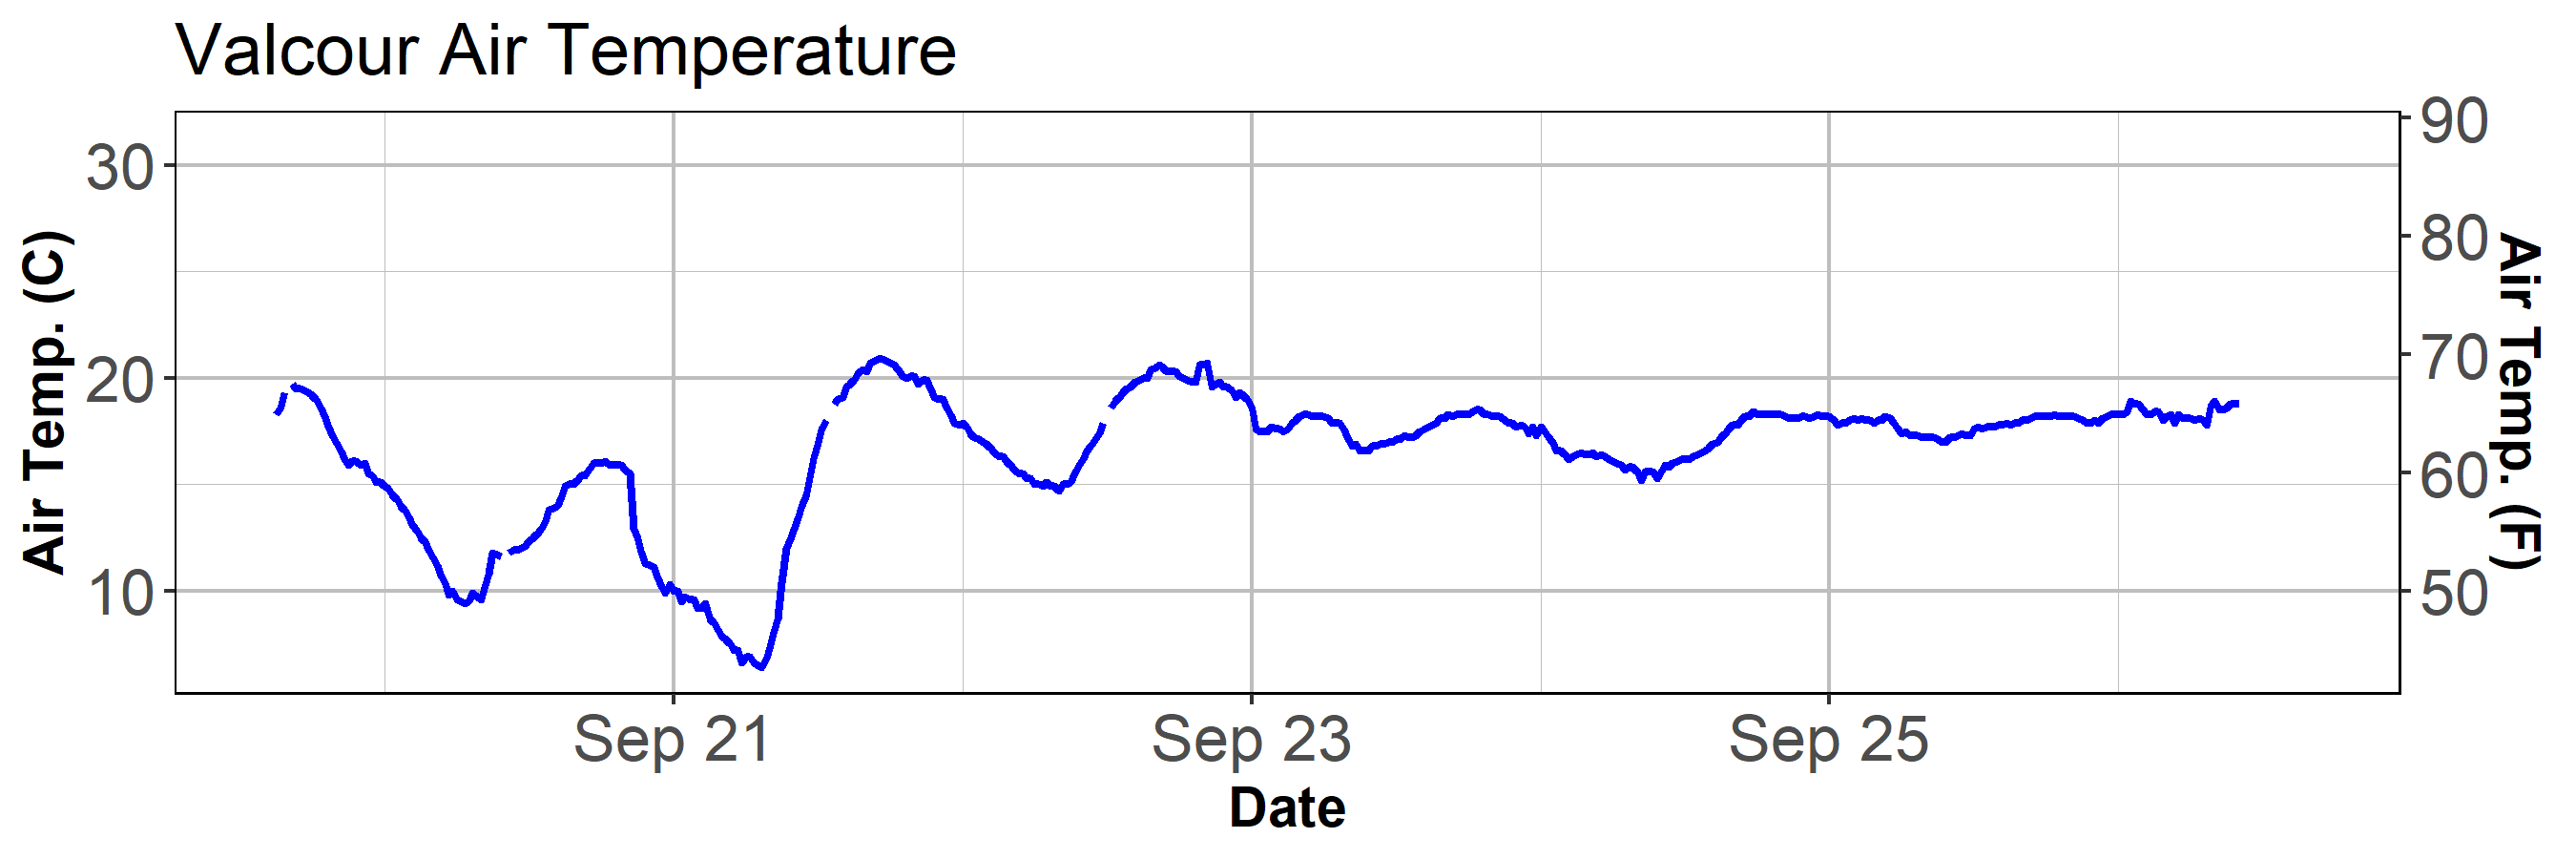 Valcour Air Temperature
Air Temp. (C)
30
20
10
90
80
70
60
50
Air Temp. (F)
Sep 21
Sep 23
Sep 25
Date